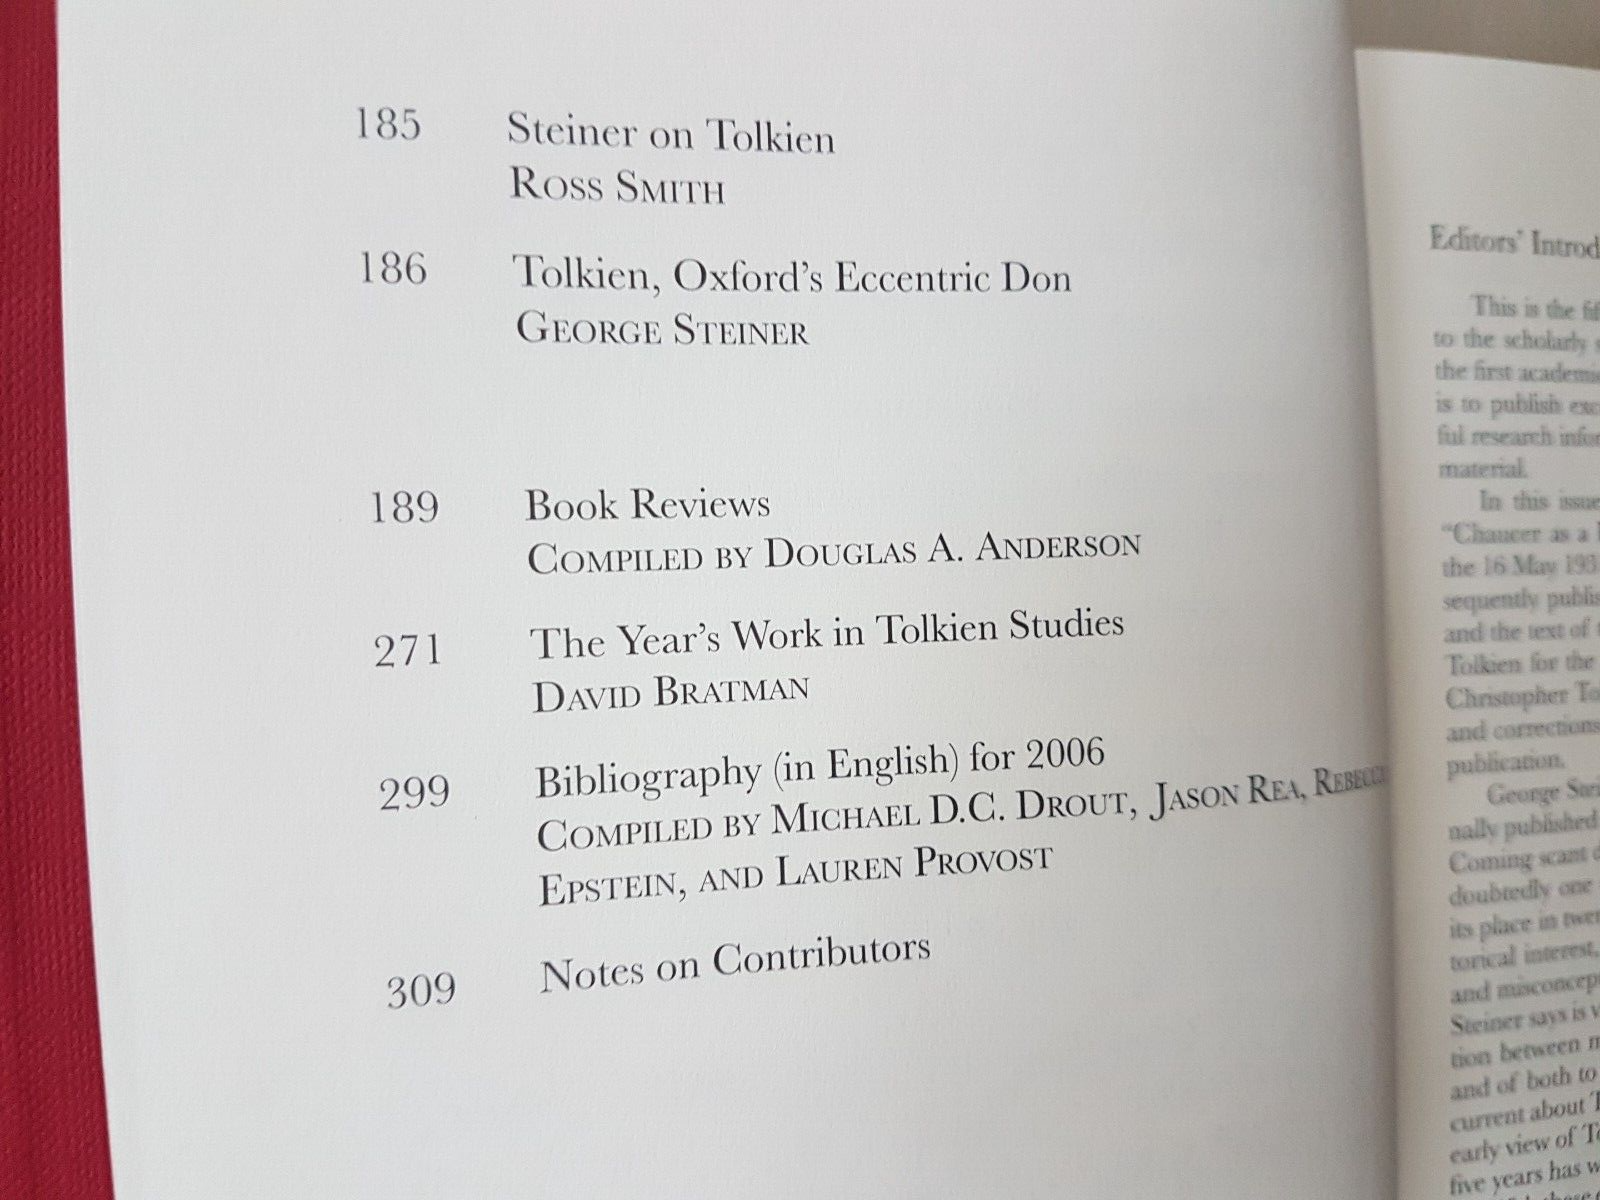 185 Steiner on Tolkien
ROSS SMITH
186 Tolkien, Oxford's Eccentric Don
GEORGE STEINER
189 Book Reviews
COMPILED BY DOUGLAS A. ANDERSON
271 The Year's Work in Tolkien Studies
DAVID BRATMAN
299 Bibliography (in English) for 2006
COMPILED BY MICHAEL D.C. DROUT, JASON REA,
EPSTEIN, AND LAUREN PROVOST
309 Notes on Contributors
Editors'
This is the
to the scholarly
the first
is to publish
ful research
material.
In this issue
"Chaucer as a
the 16 May
sequently
and the text of
Tolkien for the
Christopher
and corrections
publication.
George
nally published
Coming scant
doubtedly one
its place in
torical interest,
and
Steiner says is
tion between
and of both to
current about
early view of
five years has